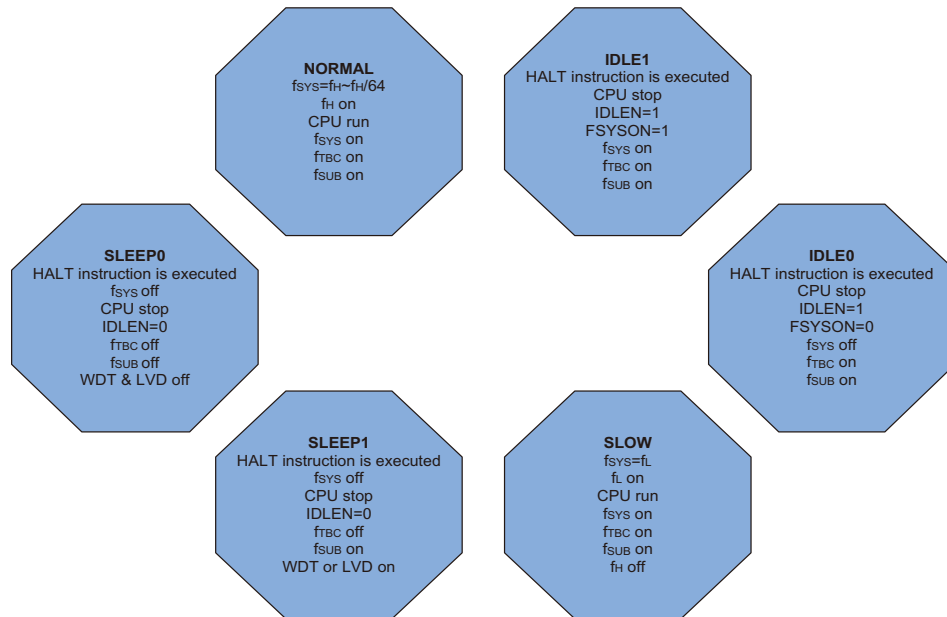 NORMAL
fSYS=fH~fH/64
fH on
CPU run
fSYS on
fTBC on
fSUB on
IDLE1
HALT instruction is executed
CPU stop
IDLEN=1
FSYSON=1
fSYS on
fTBC on
fSUB on
SLEEP0
HALT instruction is executed
fSYS off
CPU stop
IDLEN=0
fTBC off
fSUB off
WDT & LVD off
IDLE0
HALT instruction is executed
CPU stop
IDLEN=1
FSYSON=0
fSYS off
fTBC on
fSUB on
SLEEP1
HALT instruction is executed
fSYS off
CPU stop
IDLEN=0
fTBC off
fSUB on
WDT or LVD on
SLOW
fSYS=fL
fL on
CPU run
fSYS on
fTBC on
fSUB on
fH off